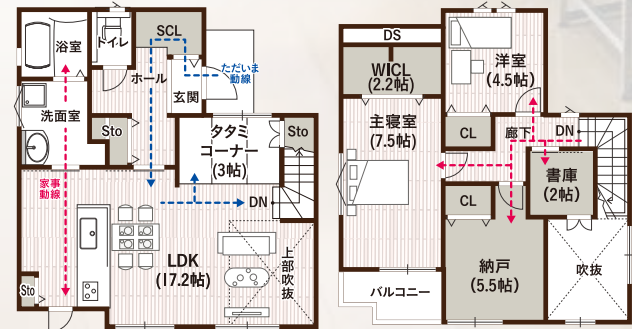 浴室
トイレ
SCL
ホール
ただいま
動線
玄関
洗面室
Sto
タタミ
コーナー
(3帖)
Sto
家事
動線
DN
LDK
(17.2帖)
上部吹抜
Sto
DS
WICL
(2.2帖)
洋室
(4.5帖)
主寝室
(7.5帖)
CL
廊下
DN
書庫
(2帖)
CL
納戸
(5.5帖)
吹抜
バルコニー